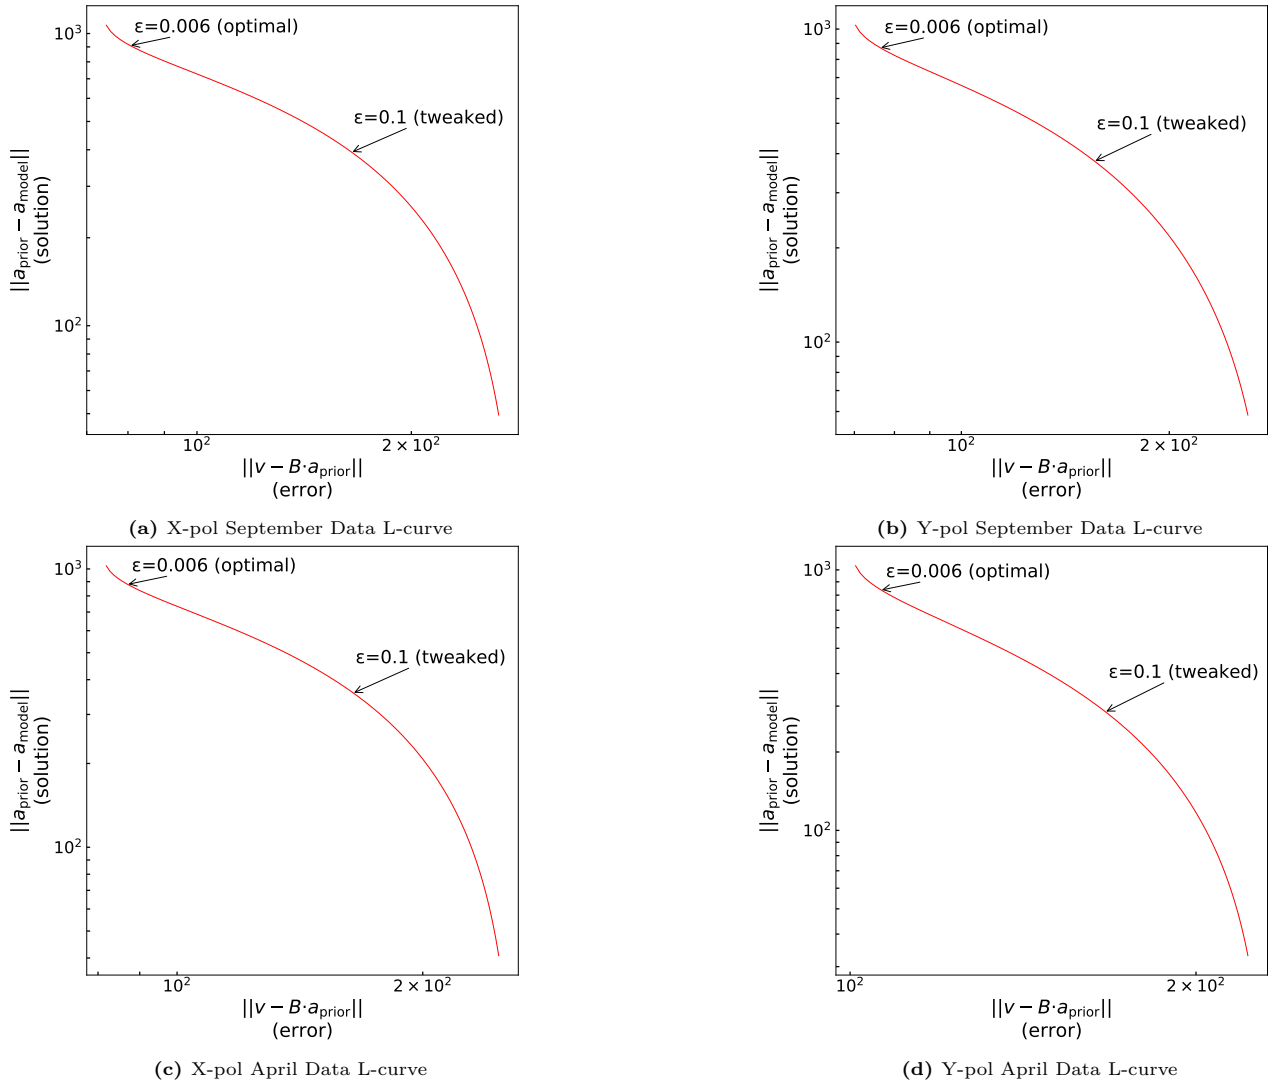 10³
ε=0.006 (optimal)
ε=0.1 (tweaked)
||a_prior − a_model||
(solution)
10²
10²
2 × 10²
||v − B·a_prior||
(error)
(a) X-pol September Data L-curve
10³
ε=0.006 (optimal)
ε=0.1 (tweaked)
||a_prior − a_model||
(solution)
10²
10²
2 × 10²
||v − B·a_prior||
(error)
(b) Y-pol September Data L-curve
10³
ε=0.006 (optimal)
ε=0.1 (tweaked)
||a_prior − a_model||
(solution)
10²
10²
2 × 10²
||v − B·a_prior||
(error)
(c) X-pol April Data L-curve
10³
ε=0.006 (optimal)
ε=0.1 (tweaked)
||a_prior − a_model||
(solution)
10²
10²
2 × 10²
||v − B·a_prior||
(error)
(d) Y-pol April Data L-curve